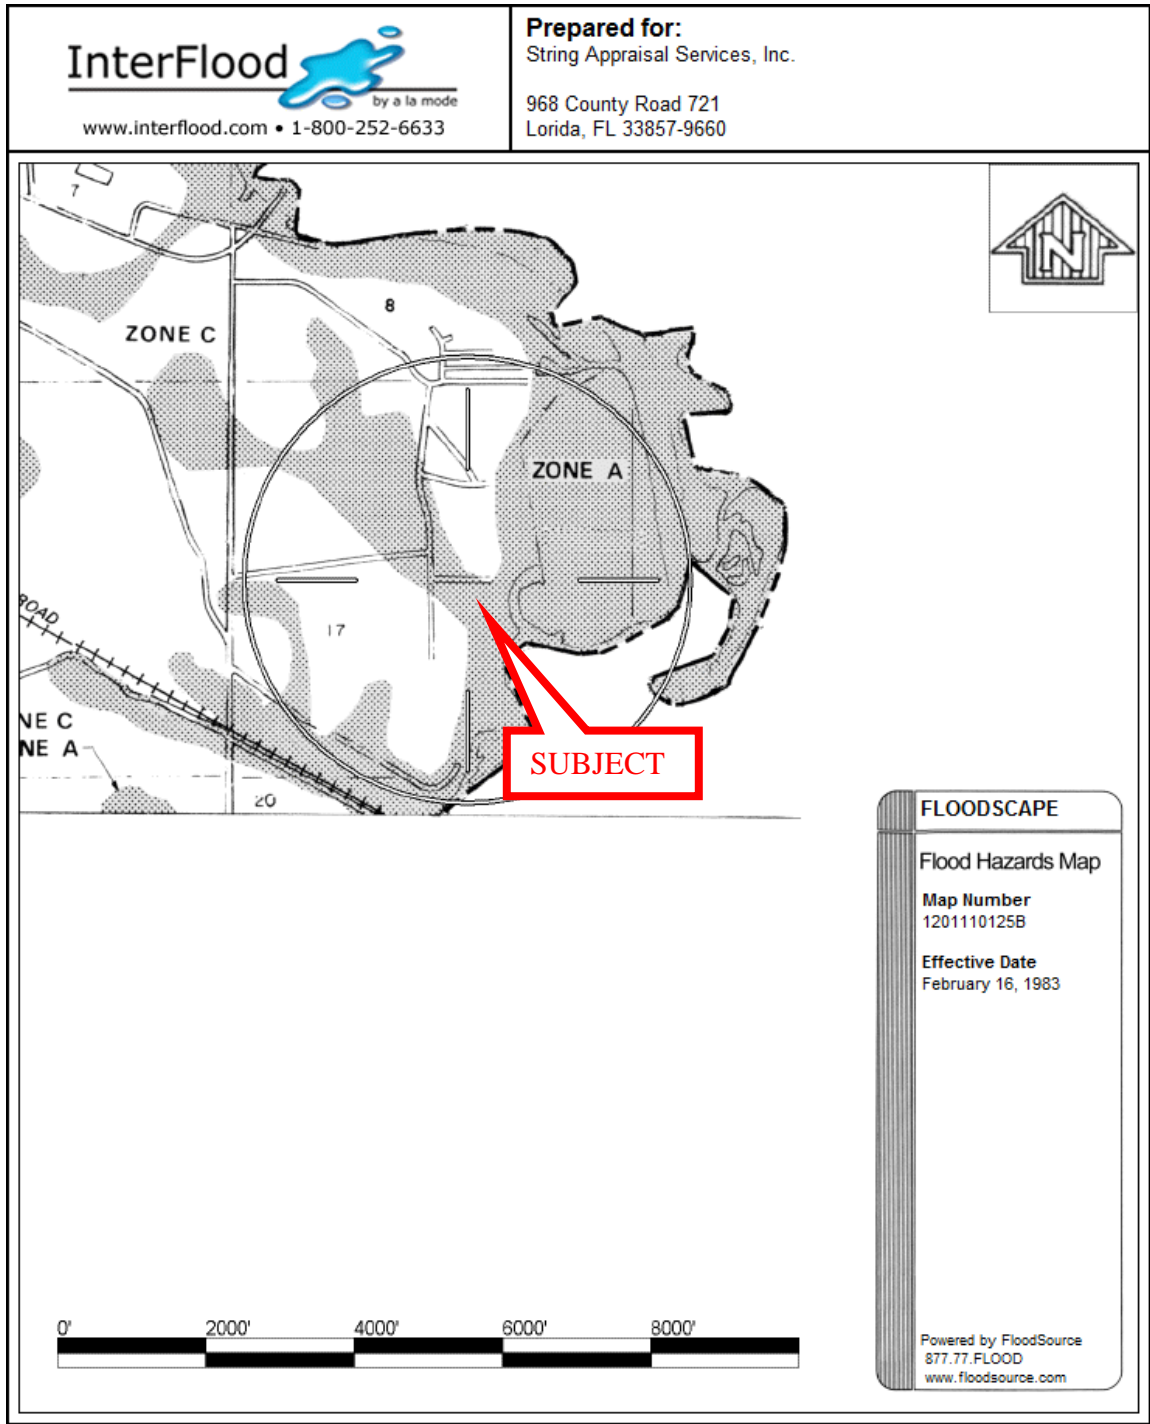 InterFlood
by a la mode
www.interflood.com • 1-800-252-6633
Prepared for:
String Appraisal Services, Inc.
968 County Road 721
Lorida, FL 33857-9660
7
N
8
ZONE C
ZONE A
ROAD
17
NE C
NE A
SUBJECT
20
FLOODSCAPE
Flood Hazards Map
Map Number
1201110125B
Effective Date
February 16, 1983
0' 2000' 4000' 6000' 8000'
Powered by FloodSource
877.77.FLOOD
www.floodsource.com